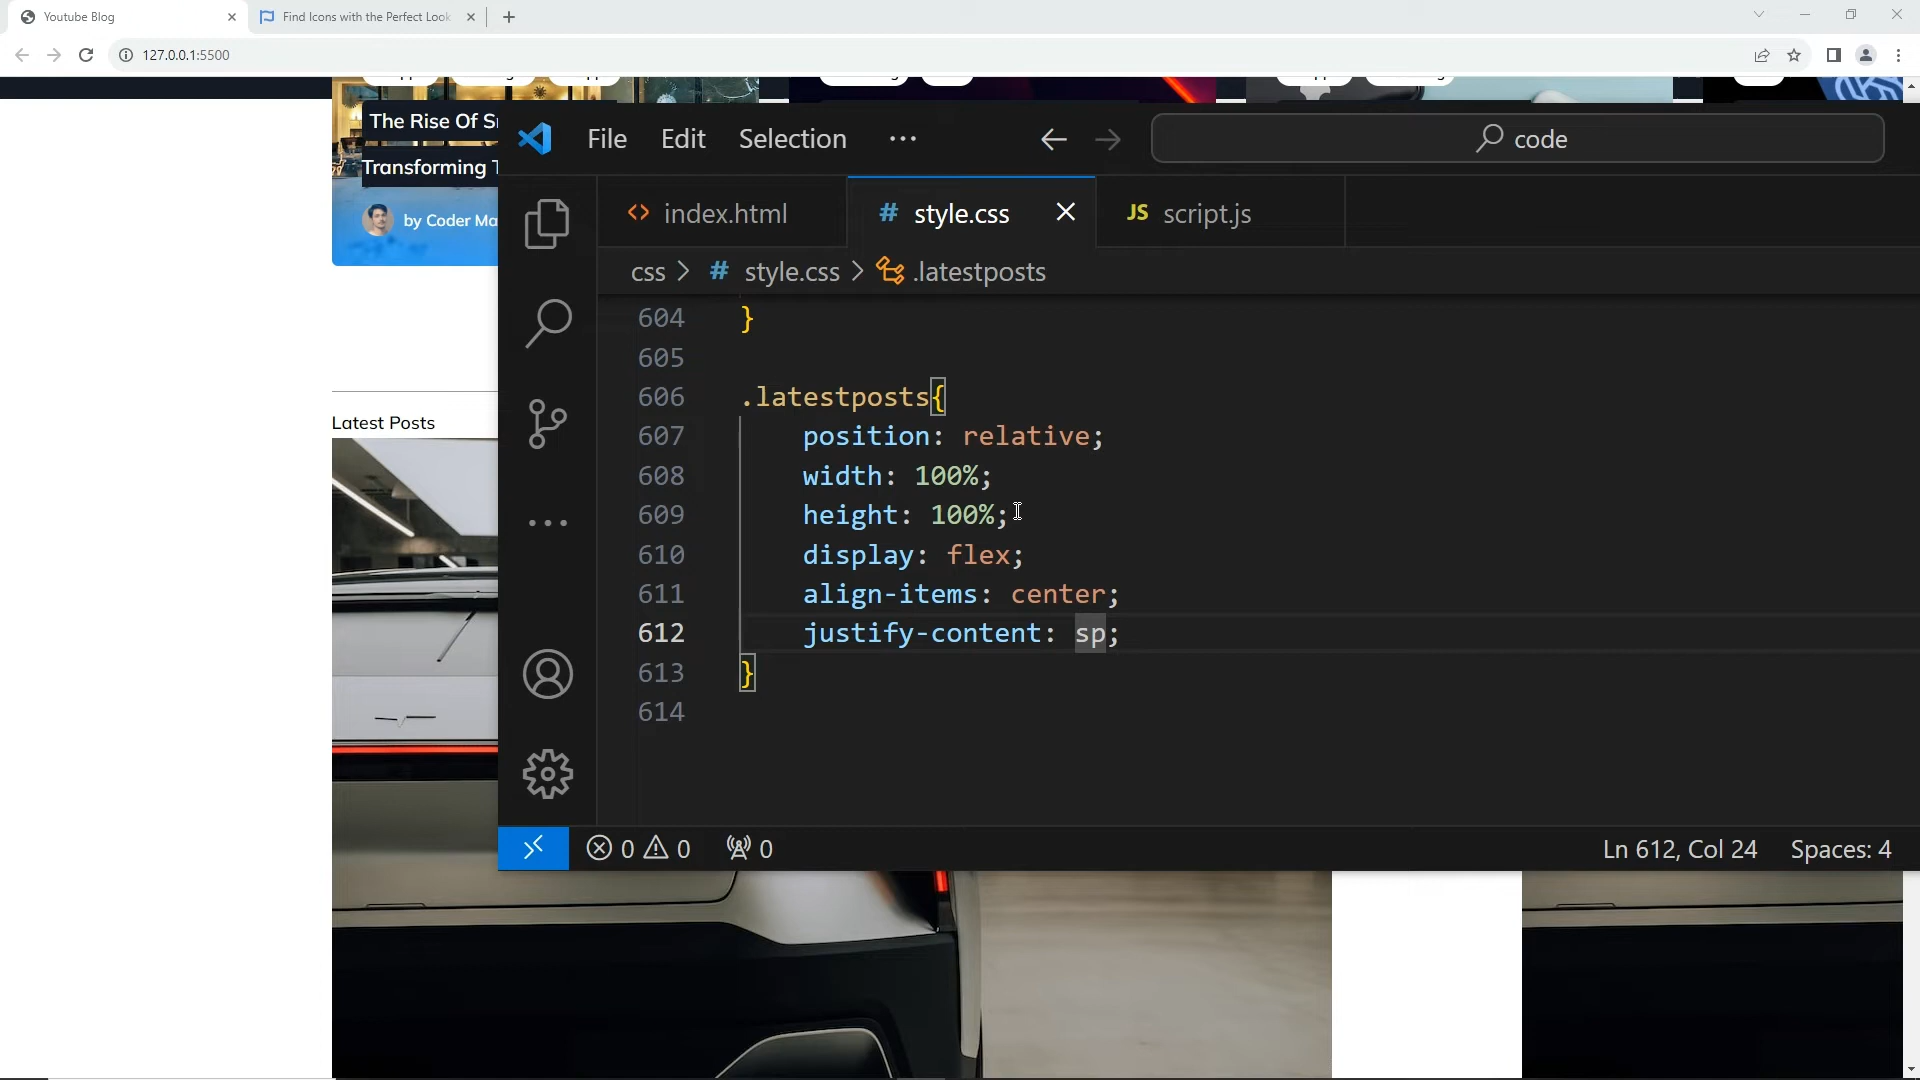 Youtube Blog
Find Icons with the Perfect Look
127.0.0.1:5500
The Rise Of S
Transforming
by Coder Ma
Latest Posts
File Edit Selection ···
code
index.html
# style.css
JS script.js
css > # style.css > .latestposts
604 }
605
606 .latestposts{
607 position: relative;
608 width: 100%;
609 height: 100%;
610 display: flex;
611 align-items: center;
612 justify-content: sp;
613 }
614
0 0 0
Ln 612, Col 24 Spaces: 4